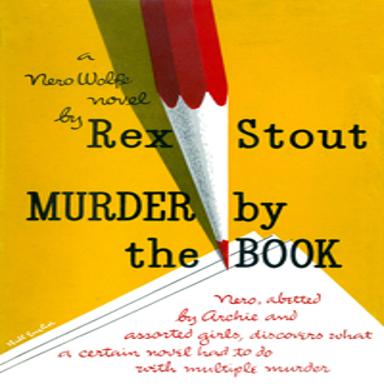 a
Nero Wolfe
novel
by
Rex Stout
MURDER by
the BOOK
Nero, abetted
by Archie and
assorted girls, discovers what
a certain novel had to do
with multiple murder